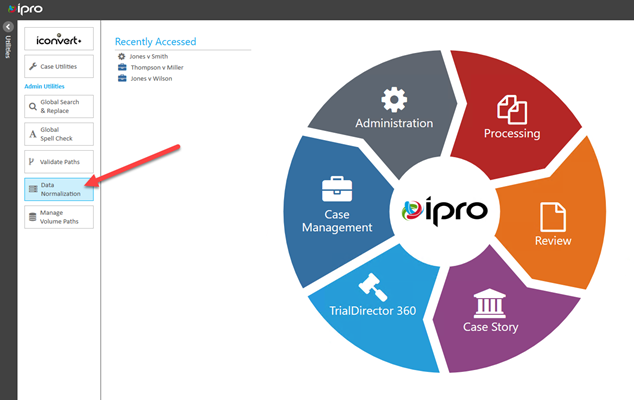 ipro
Utilities
iconvert+
Case Utilities
Admin Utilities
Global Search
& Replace
Global
Spell Check
Validate Paths
Data
Normalization
Manage
Volume Paths
Recently Accessed
Jones v Smith
Thompson v Miller
Jones v Wilson
Administration
Processing
Case
Management
ipro
Review
TrialDirector 360
Case Story